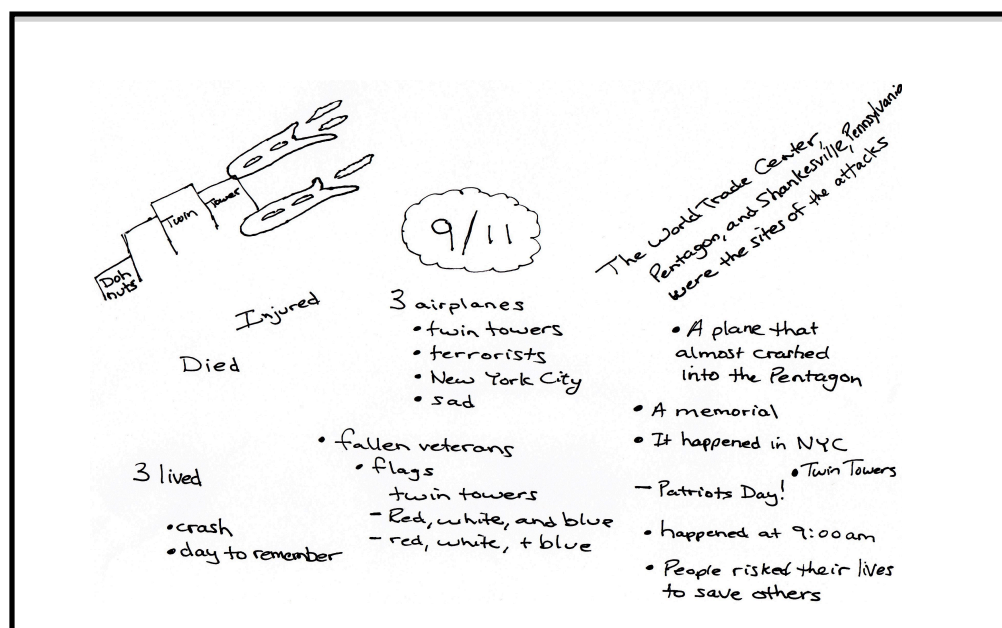 Twin
Tower
Doh
nuts
Injured
Died
3 lived
•crash
•day to remember
9/11
3 airplanes
•twin towers
•terrorists
•New York City
•sad
•fallen veterans
•flags
twin towers
-Red, white, and blue
-red, white, + blue
The World Trade Center,
Pentagon, and Shankesville, Pennsylvania
were the sites of the attacks
•A plane that
almost crashed
into the Pentagon
•A memorial
•It happened in NYC
•Twin Towers
-Patriots Day!
•happened at 9:00am
•People risked their lives
to save others